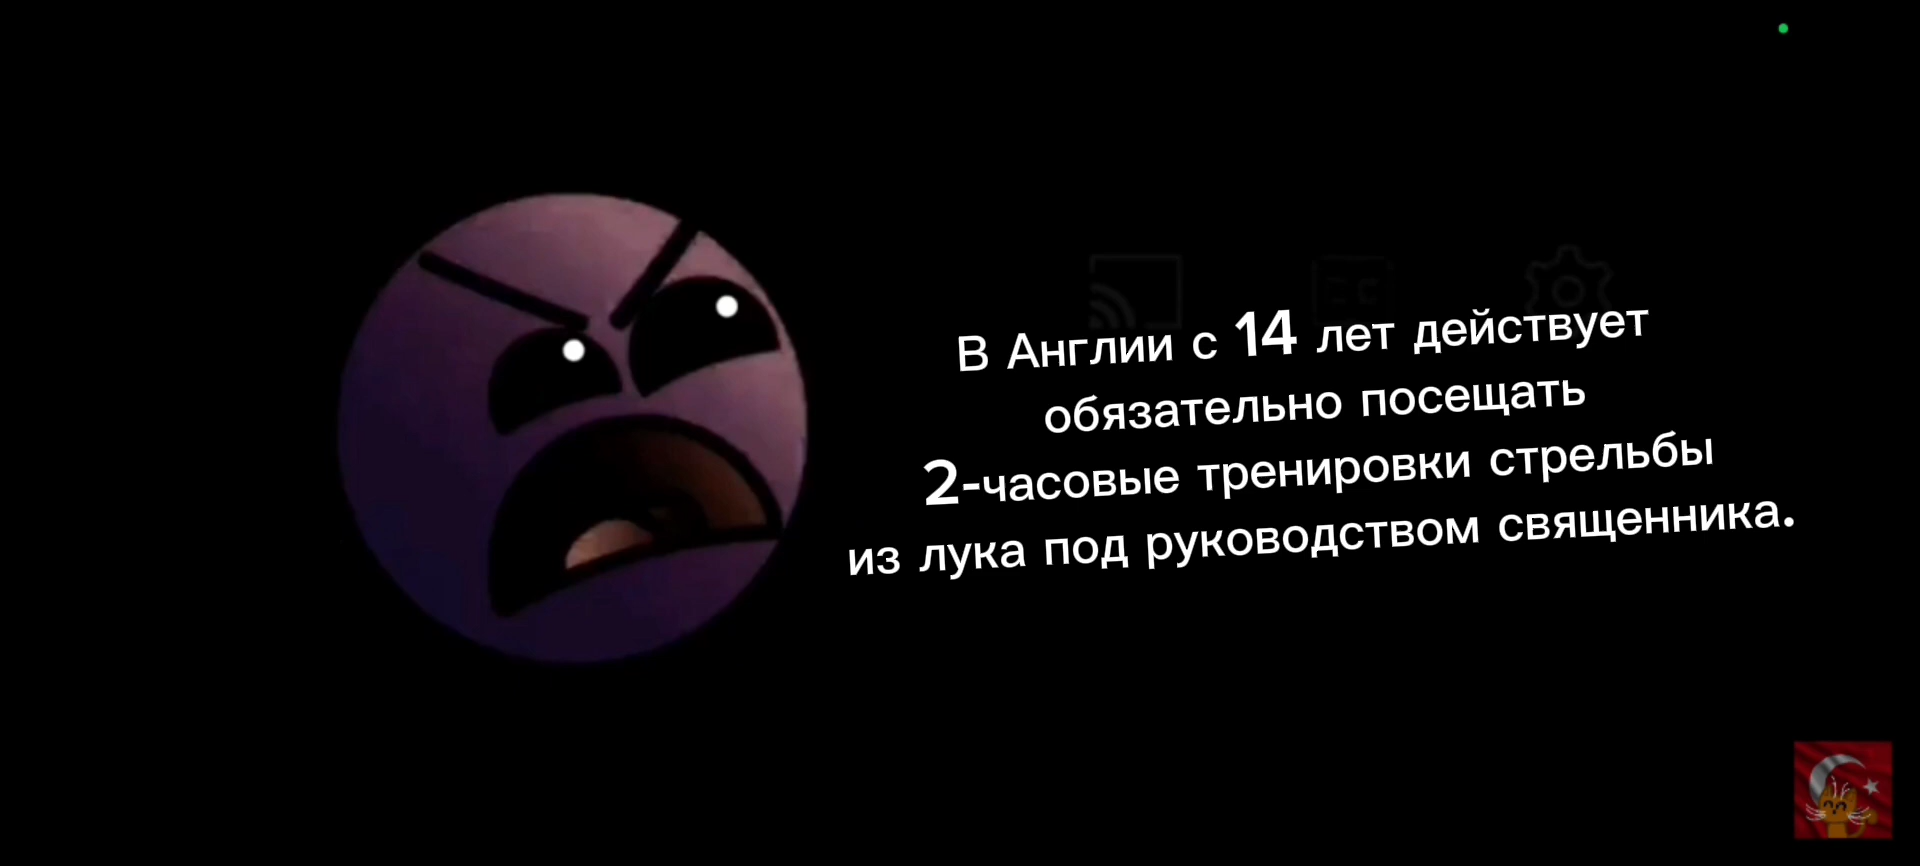 В Англии с 14 лет действует
обязательно посещать
2-часовые тренировки стрельбы
из лука под руководством священника.